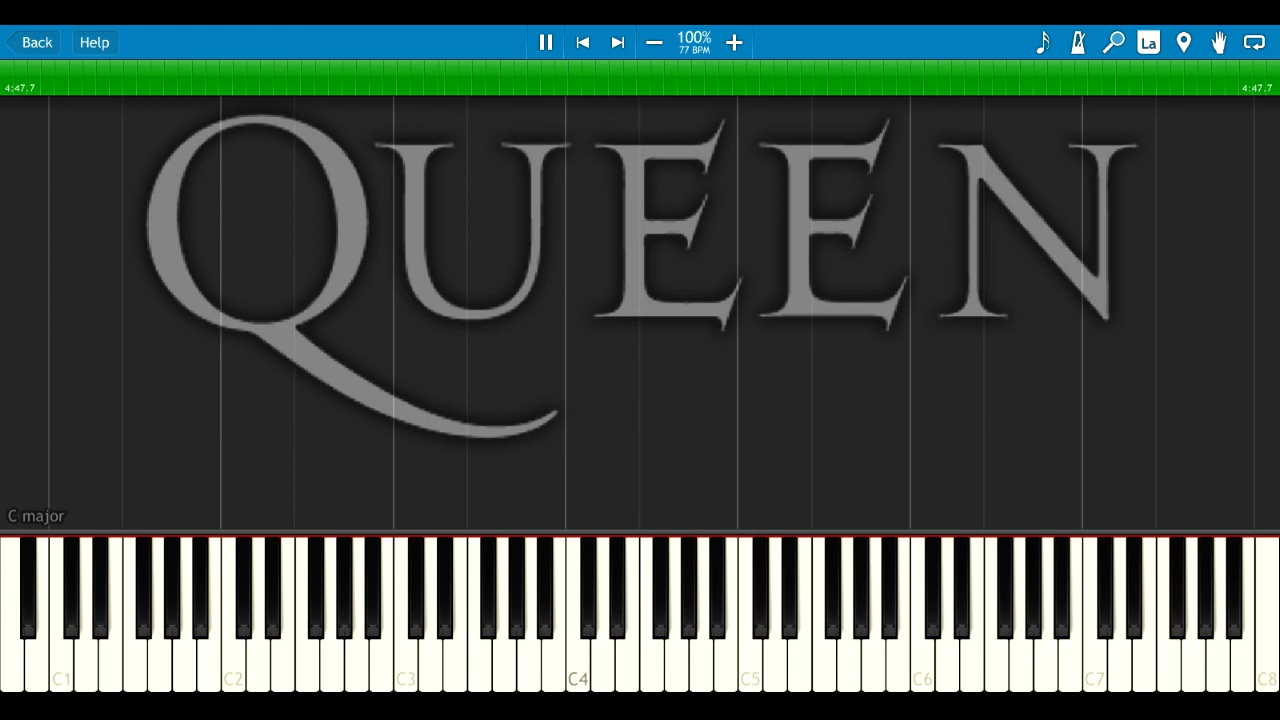 Back Help 100% La
77 BPM
4:47.7 4:47.7
QUEEN
C major
C1 C2 C3 C4 C5 C6 C7 C8